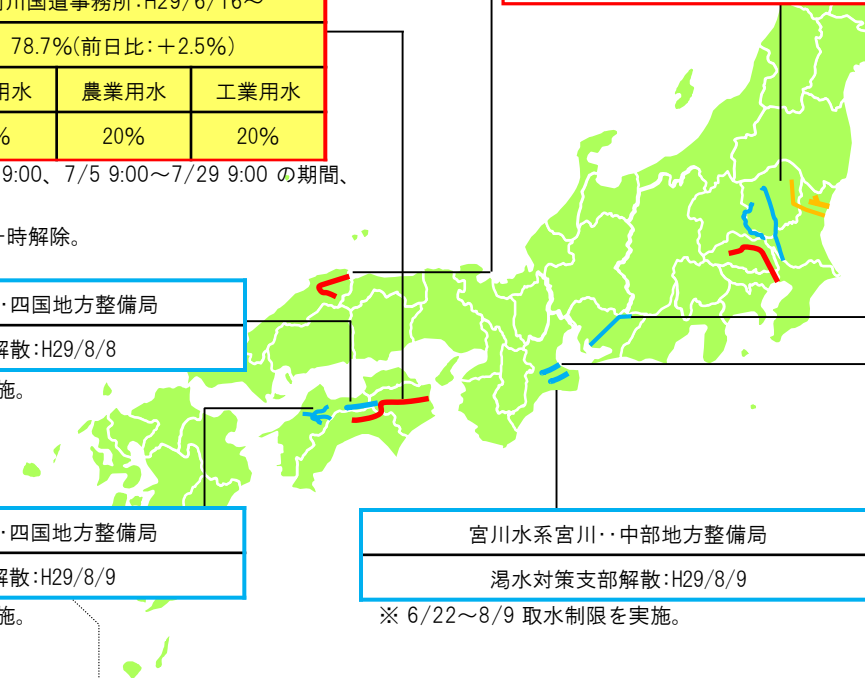 川国道事務所:H29/6/16～
78.7%(前日比:＋2.5%)
用水 農業用水 工業用水
% 20% 20%
9:00、7/5 9:00～7/29 9:00 の期間、
時解除。
・四国地方整備局
解散:H29/8/8
施。
・四国地方整備局
解散:H29/8/9
施。
宮川水系宮川‥中部地方整備局
渇水対策支部解散:H29/8/9
※ 6/22～8/9 取水制限を実施。